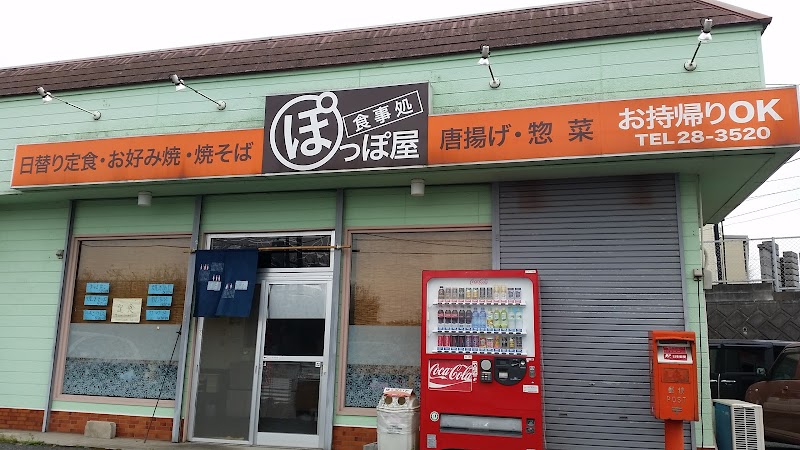 日替り定食・お好み焼・焼そば
食事処
ぽっぽ屋
唐揚げ・惣菜
お持帰りOK
TEL 28-3520
Coca-Cola
POST